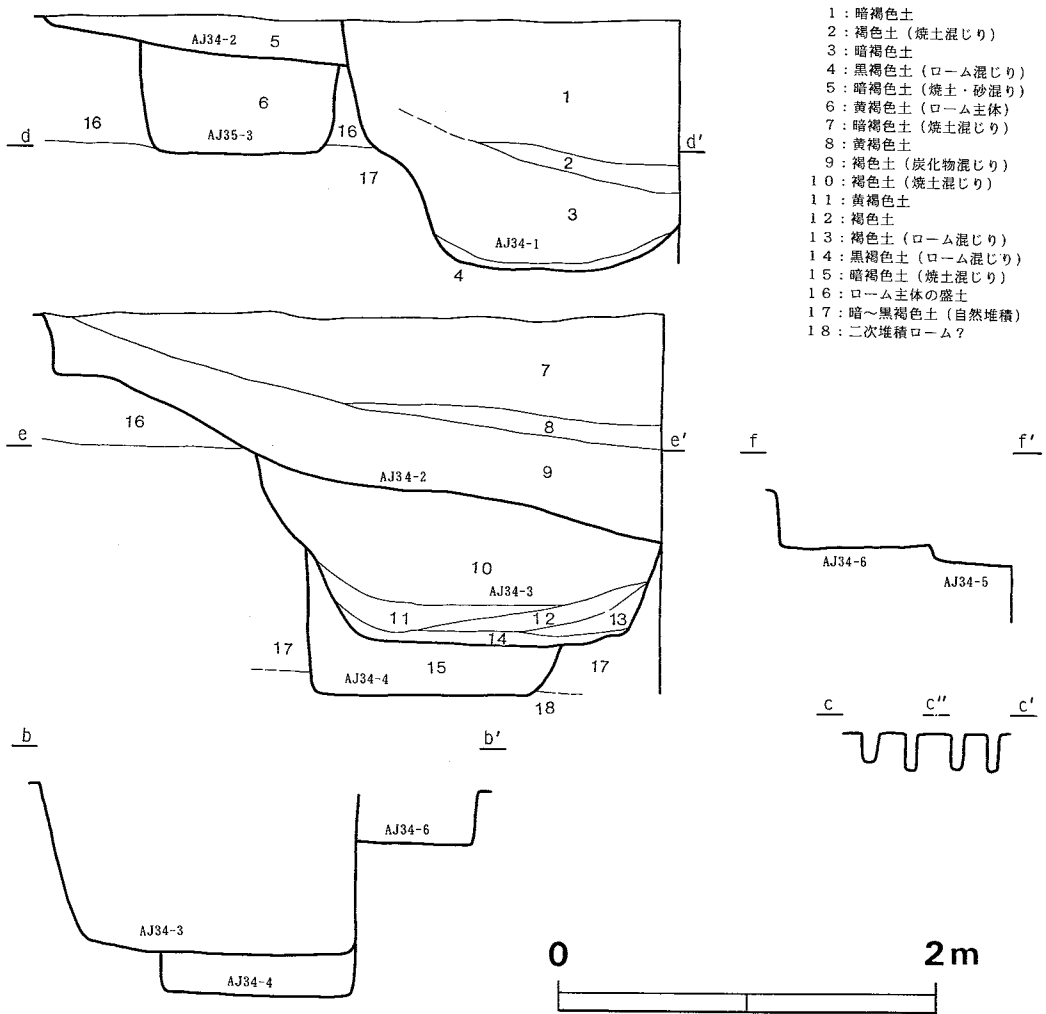 1：暗褐色土
2：褐色土（焼土混じり）
3：暗褐色土
4：黒褐色土（ローム混じり）
5：暗褐色土（焼土・砂混り）
6：黄褐色土（ローム主体）
7：暗褐色土（焼土混じり）
8：黄褐色土
9：褐色土（炭化物混じり）
10：褐色土（焼土混じり）
11：黄褐色土
12：褐色土
13：褐色土（ローム混じり）
14：黒褐色土（ローム混じり）
15：暗褐色土（焼土混じり）
16：ローム主体の盛土
17：暗～黒褐色土（自然堆積）
18：二次堆積ローム？
AJ34-2 5
1
6
16
d
AJ35-3
16
d′
2
17
3
AJ34-1
4
7
16
8
e
e′
9
AJ34-2
10
AJ34-3
11
12
13
14
17
15
17
AJ34-4
18
f
f′
AJ34-6
AJ34-5
c
c″
c′
b
b′
AJ34-6
AJ34-3
AJ34-4
0
2m